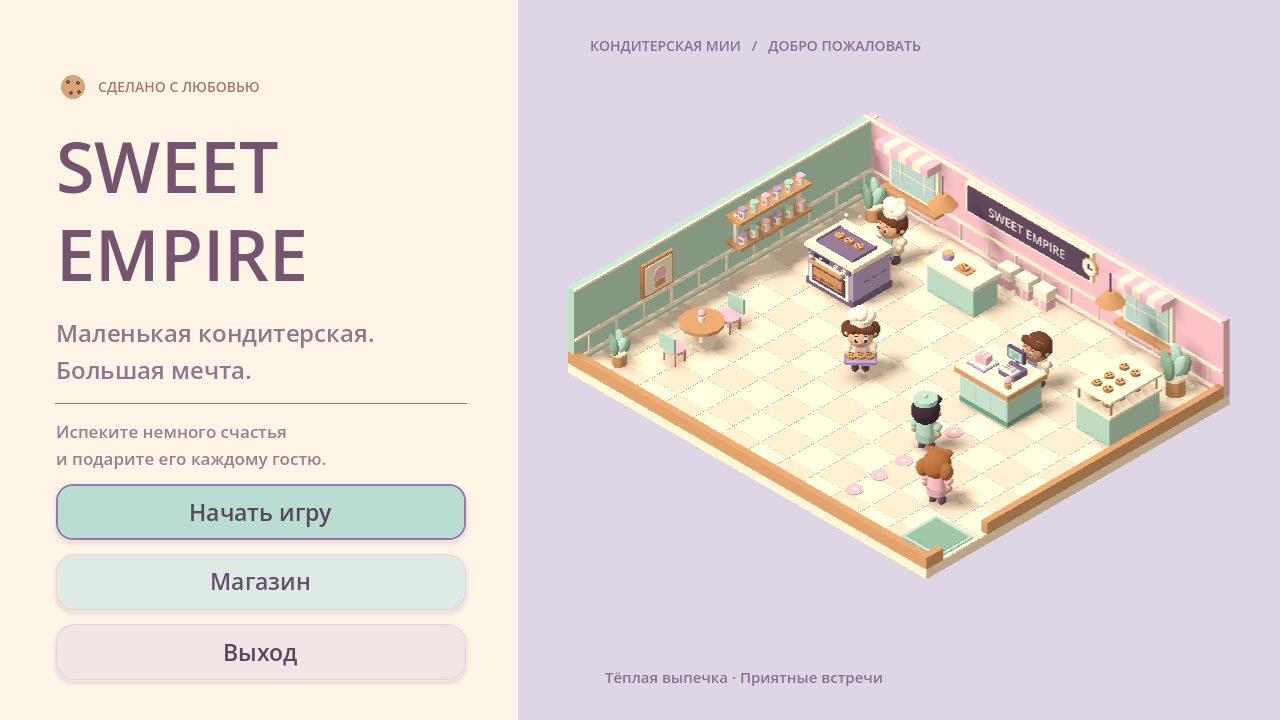 СДЕЛАНО С ЛЮБОВЬЮ
SWEET
EMPIRE
Маленькая кондитерская.
Большая мечта.
Испеките немного счастья
и подарите его каждому гостю.
Начать игру
Магазин
Выход
КОНДИТЕРСКАЯ МИИ / ДОБРО ПОЖАЛОВАТЬ
SWEET EMPIRE
Тёплая выпечка · Приятные встречи